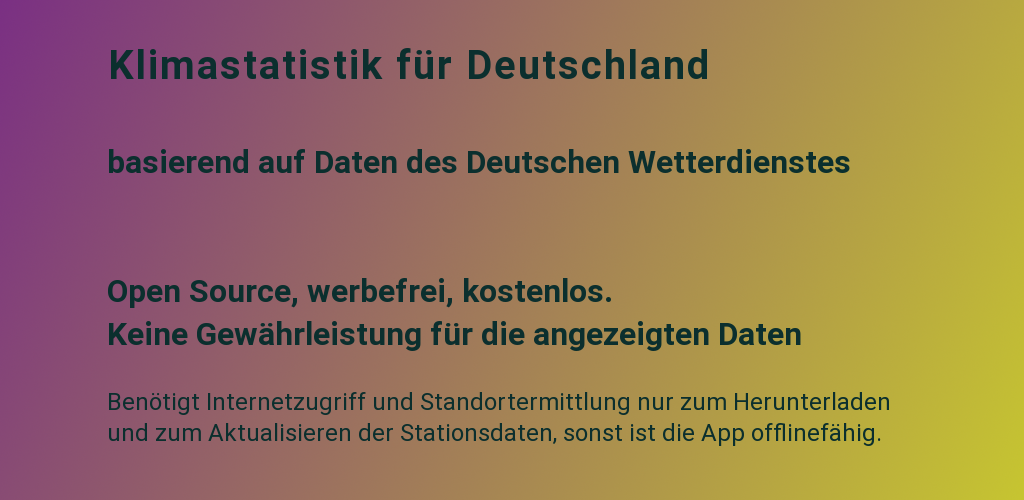 Klimastatistik für Deutschland
basierend auf Daten des Deutschen Wetterdienstes
Open Source, werbefrei, kostenlos.
Keine Gewährleistung für die angezeigten Daten
Benötigt Internetzugriff und Standortermittlung nur zum Herunterladen
und zum Aktualisieren der Stationsdaten, sonst ist die App offlinefähig.